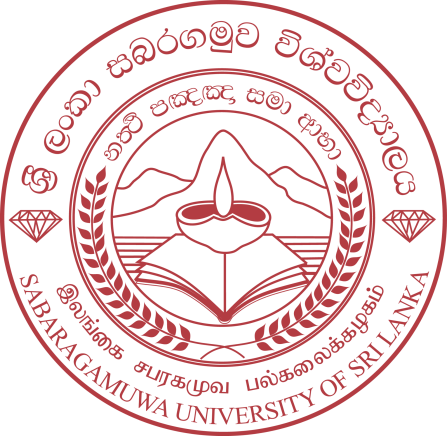 ශ්‍රී ලංකා සබරගමුව විශ්වවිද්‍යාලය
නත්ථි පඤ්ඤා සමා ආභා
இலங்கை சபரகமுவ பல்கலைக்கழகம்
SABARAGAMUWA UNIVERSITY OF SRI LANKA